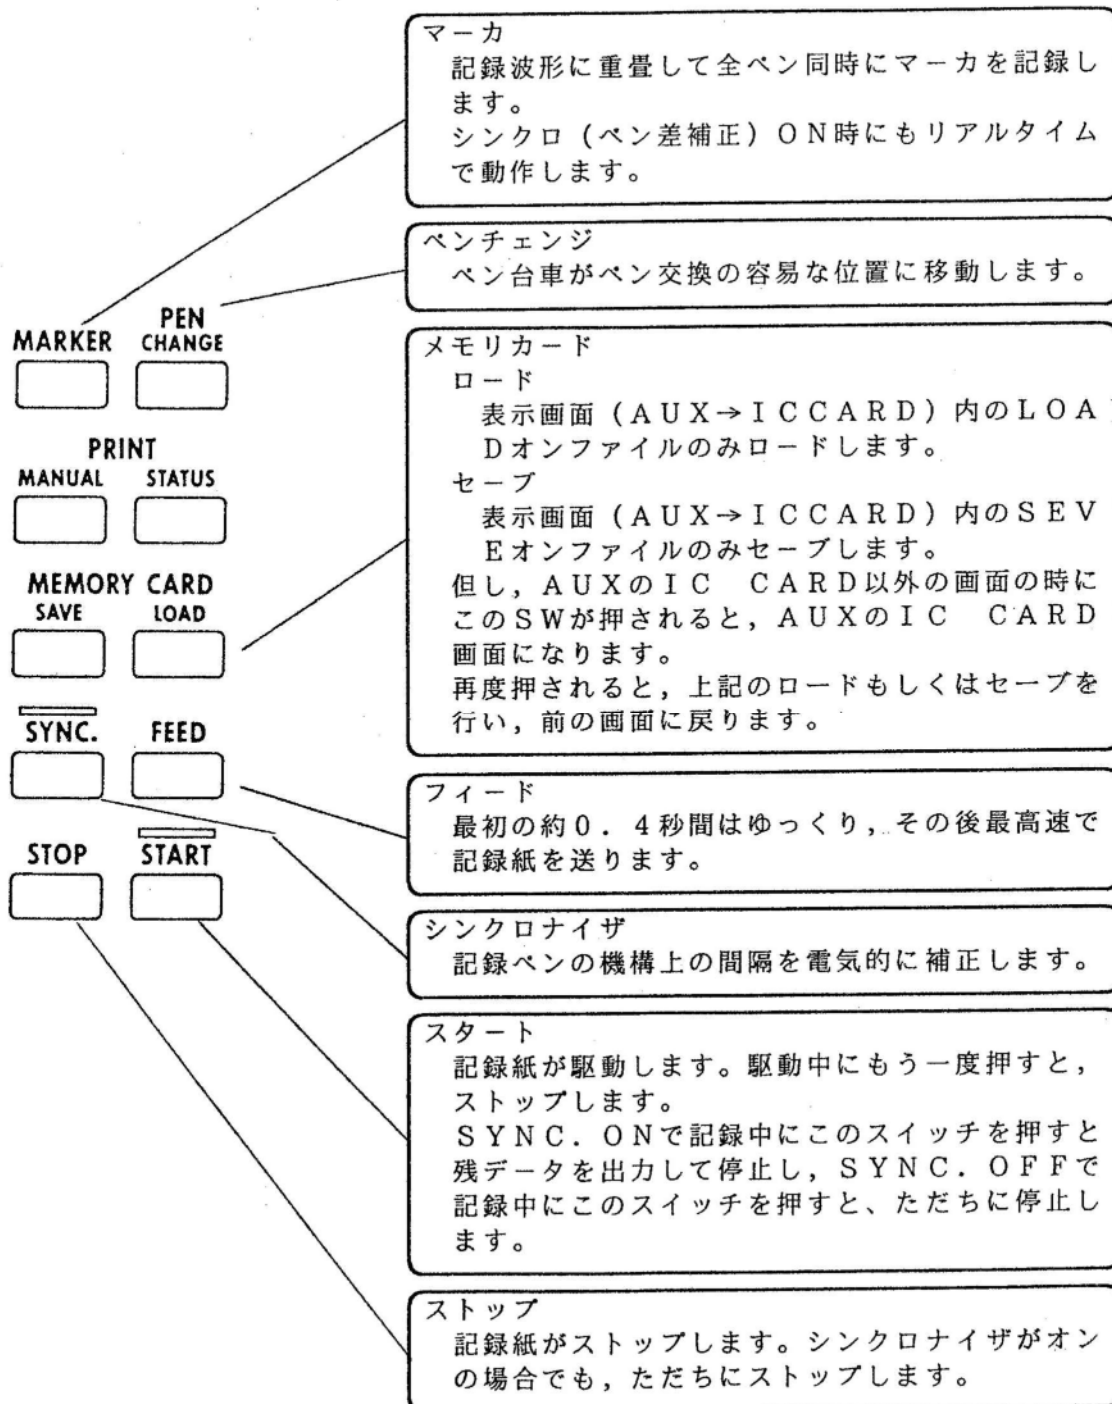 マーカ
記録波形に重畳して全ペン同時にマーカを記録し
ます。
シンクロ（ペン差補正）ＯＮ時にもリアルタイム
で動作します。
ペンチェンジ
ペン台車がペン交換の容易な位置に移動します。
MARKER
PEN
CHANGE
PRINT
MANUAL STATUS
MEMORY CARD
SAVE LOAD
SYNC. FEED
STOP START
メモリカード
ロード
表示画面（ＡＵＸ→ＩＣＣＡＲＤ）内のＬＯＡ
Ｄオンファイルのみロードします。
セーブ
表示画面（ＡＵＸ→ＩＣＣＡＲＤ）内のＳＥＶ
Ｅオンファイルのみセーブします。
但し，ＡＵＸのＩＣ　ＣＡＲＤ以外の画面の時に
このＳＷが押されると，ＡＵＸのＩＣ　ＣＡＲＤ
画面になります。
再度押されると，上記のロードもしくはセーブを
行い，前の画面に戻ります。
フィード
最初の約０．４秒間はゆっくり，その後最高速で
記録紙を送ります。
シンクロナイザ
記録ペンの機構上の間隔を電気的に補正します。
スタート
記録紙が駆動します。駆動中にもう一度押すと，
ストップします。
ＳＹＮＣ．ＯＮで記録中にこのスイッチを押すと
残データを出力して停止し，ＳＹＮＣ．ＯＦＦで
記録中にこのスイッチを押すと、ただちに停止し
ます。
ストップ
記録紙がストップします。シンクロナイザがオン
の場合でも，ただちにストップします。